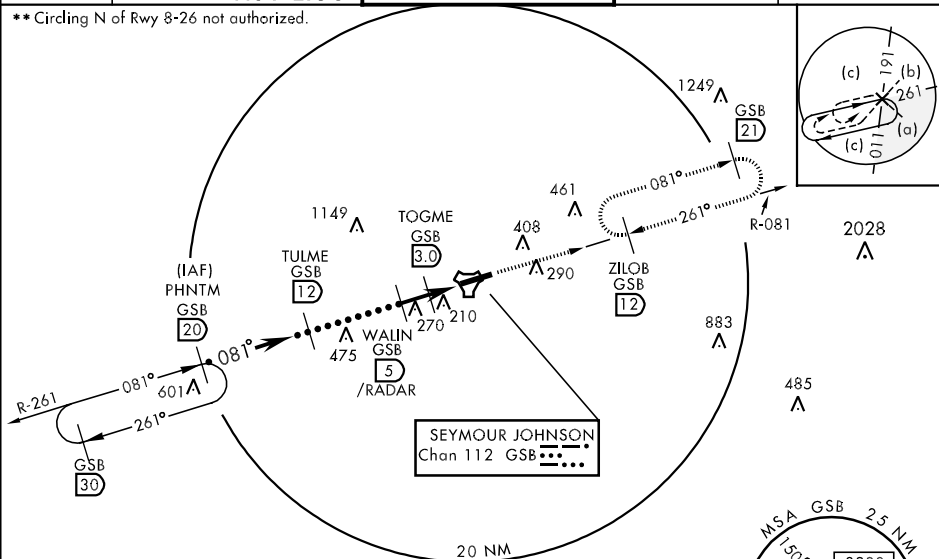 ** Circling N of Rwy 8-26 not authorized.
(c)
191
(b)
261
(a)
(c)
011
1249
GSB
21
081°
461
261°
R-081
1149
TOGME
GSB
3.0
408
2028
TULME
GSB
12
290
ZILOB
GSB
12
(IAF)
PHNTM
GSB
20
270
210
081°
475
WALIN
GSB
5
/RADAR
883
081°
601
485
R-261
261°
SEYMOUR JOHNSON
Chan 112 GSB
GSB
30
MSA GSB 25 NM
20 NM